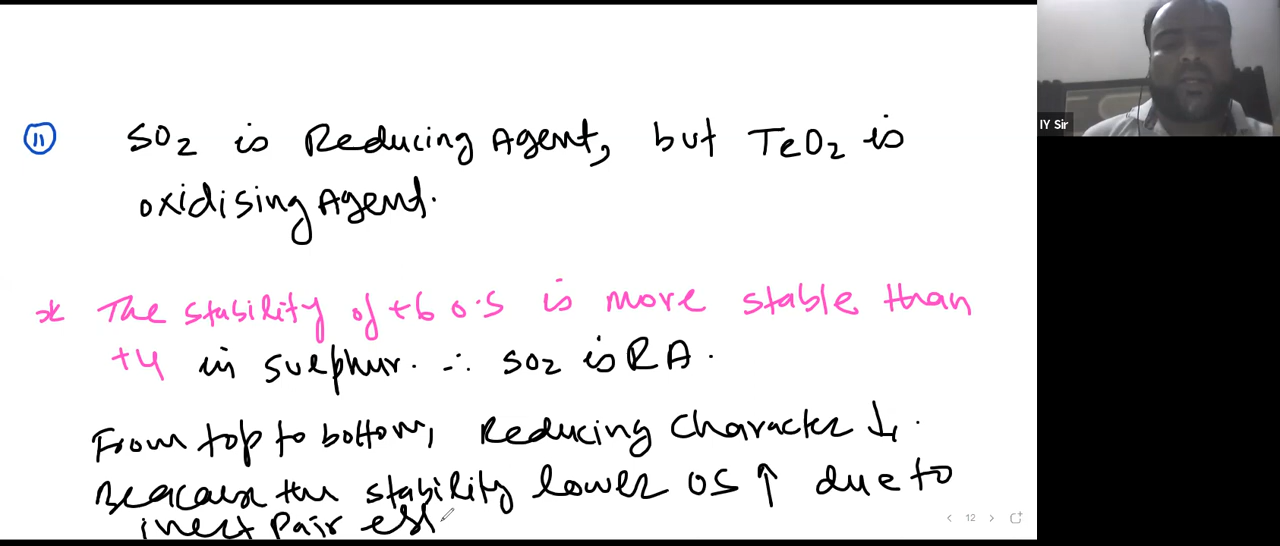 11 SO2 is Reducing Agent, but TeO2 is
oxidising Agent.
* The stability of +6 O.S is more stable than
+4 in sulphur. ∴ SO2 is RA.
From top to bottom, Reducing character ↓.
the stability lower OS ↑ due to
inert pair
IY Sir
< 12 >